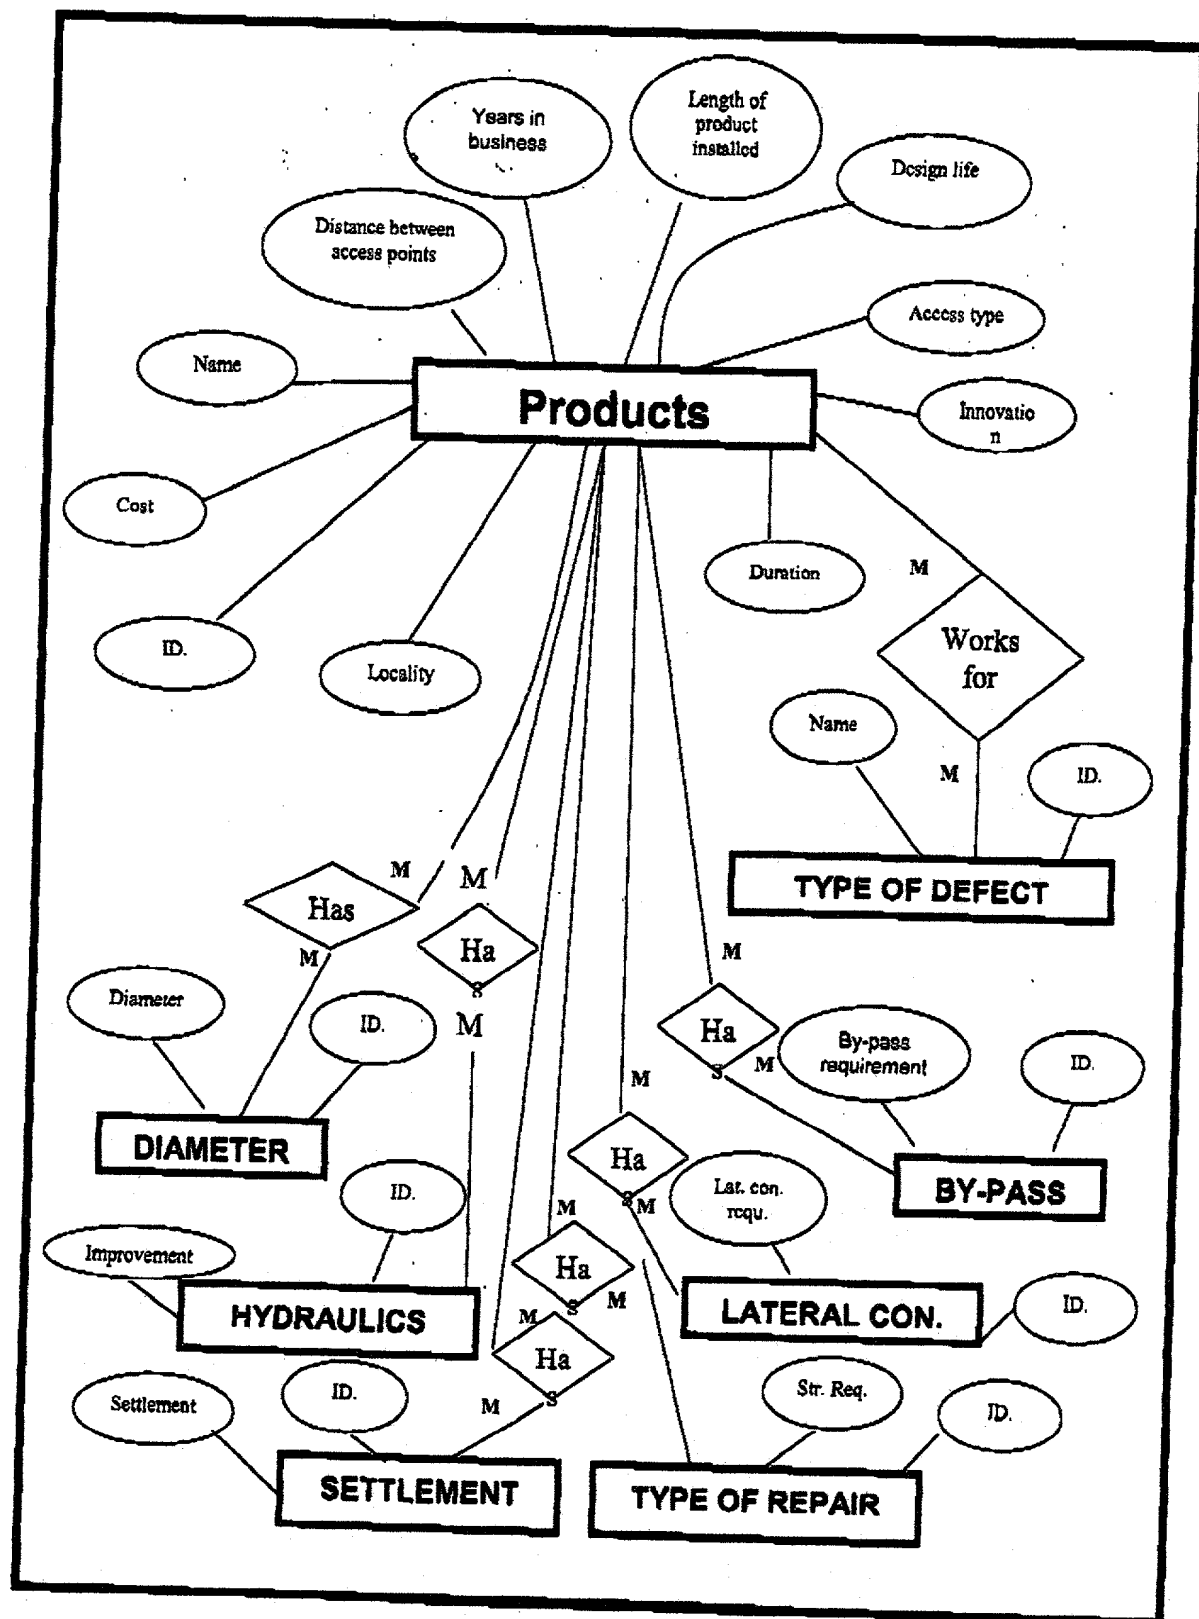 Years in
business
Length of
product
installed
Design life
Distance between
access points
Access type
Name
Products
Innovatio
n
Cost
Duration
M
ID.
Locality
Works
for
Name
M
ID.
TYPE OF DEFECT
M
M
Has
Ha
s
M
M
M
Diameter
ID.
Ha
s
M
By-pass
requirement
ID.
M
DIAMETER
Ha
s
M
Lat. con.
requ.
BY-PASS
ID.
M
Improvement
Ha
s
M
HYDRAULICS
LATERAL CON.
ID.
M
Ha
s
M
Settlement
ID.
Str. Req.
ID.
SETTLEMENT
TYPE OF REPAIR